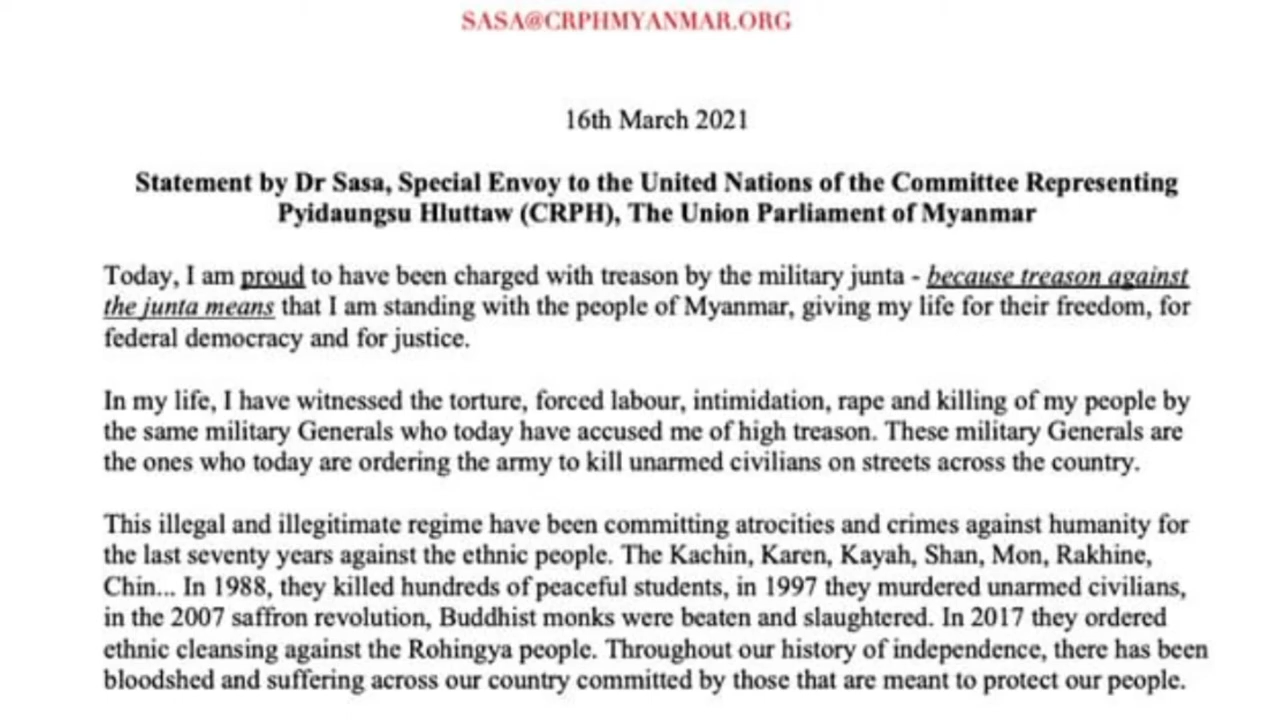 SASA@CRPHMYANMAR.ORG
16th March 2021
Statement by Dr Sasa, Special Envoy to the United Nations of the Committee Representing
Pyidaungsu Hluttaw (CRPH), The Union Parliament of Myanmar
Today, I am proud to have been charged with treason by the military junta - because treason against
the junta means that I am standing with the people of Myanmar, giving my life for their freedom, for
federal democracy and for justice.
In my life, I have witnessed the torture, forced labour, intimidation, rape and killing of my people by
the same military Generals who today have accused me of high treason. These military Generals are
the ones who today are ordering the army to kill unarmed civilians on streets across the country.
This illegal and illegitimate regime have been committing atrocities and crimes against humanity for
the last seventy years against the ethnic people. The Kachin, Karen, Kayah, Shan, Mon, Rakhine,
Chin... In 1988, they killed hundreds of peaceful students, in 1997 they murdered unarmed civilians,
in the 2007 saffron revolution, Buddhist monks were beaten and slaughtered. In 2017 they ordered
ethnic cleansing against the Rohingya people. Throughout our history of independence, there has been
bloodshed and suffering across our country committed by those that are meant to protect our people.